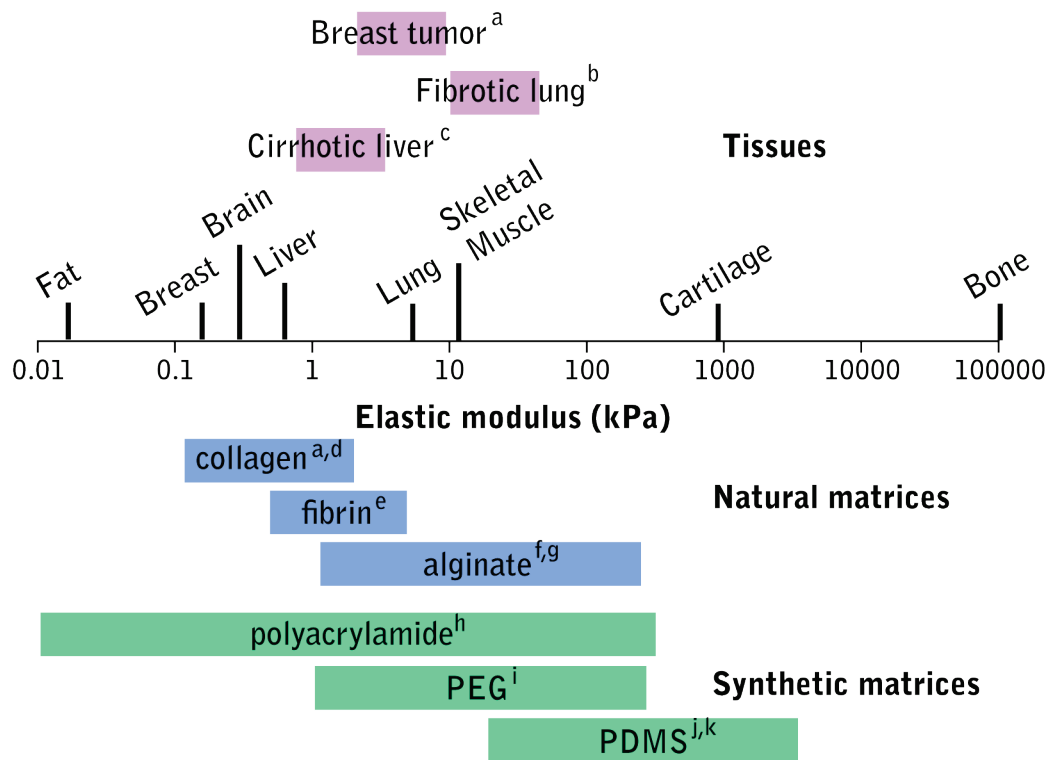 Breast tumor a
Fibrotic lung b
Cirrhotic liver c
Tissues
Fat
Breast
Brain
Liver
Lung
Skeletal
Muscle
Cartilage
Bone
0.01 0.1 1 10 100 1000 10000 100000
Elastic modulus (kPa)
collagen a,d
Natural matrices
fibrin e
alginate f,g
polyacrylamide h
PEG i
Synthetic matrices
PDMS j,k